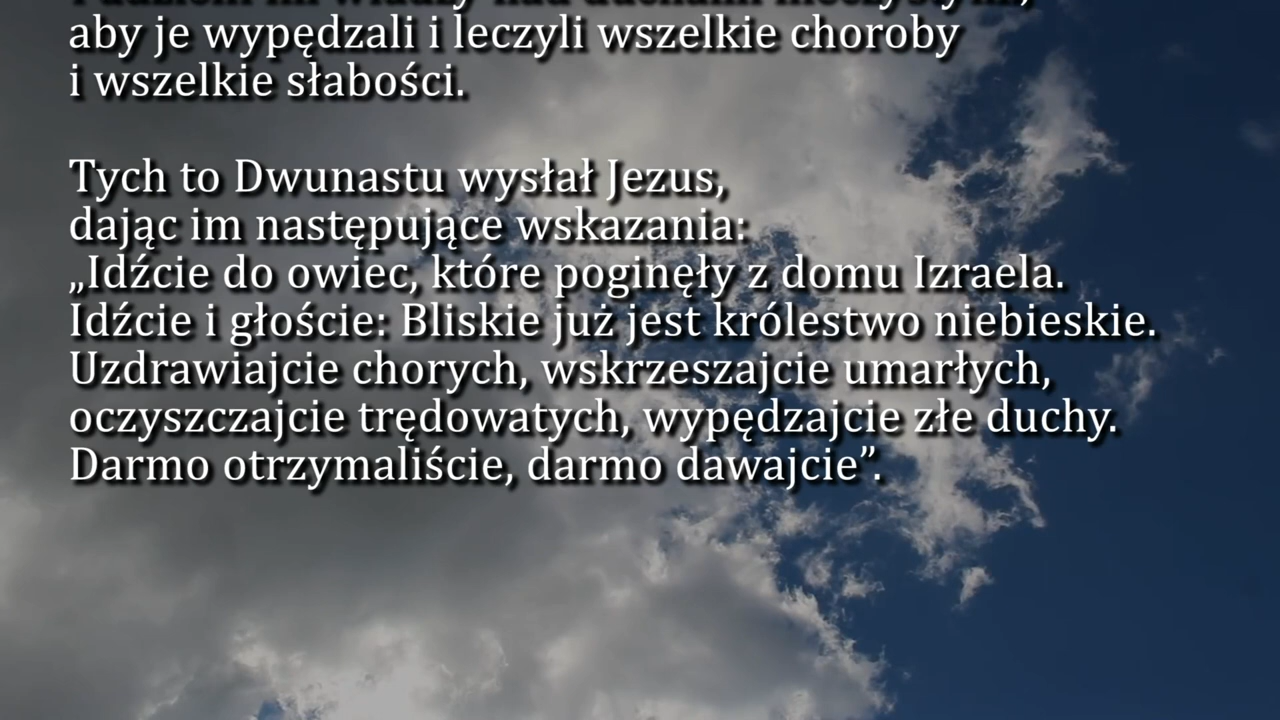 aby je wypędzali i leczyli wszelkie choroby
i wszelkie słabości.
Tych to Dwunastu wysłał Jezus,
dając im następujące wskazania:
„Idźcie do owiec, które poginęły z domu Izraela.
Idźcie i głoście: Bliskie już jest królestwo niebieskie.
Uzdrawiajcie chorych, wskrzeszajcie umarłych,
oczyszczajcie trędowatych, wypędzajcie złe duchy.
Darmo otrzymaliście, darmo dawajcie”.